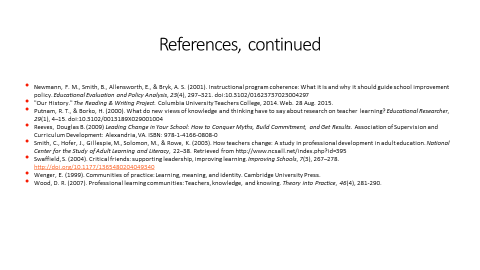 References, continued
• Newmann, F. M., Smith, B., Allensworth, E., & Bryk, A. S. (2001). Instructional program coherence: What it is and why it should guide school improvement
policy. Educational Evaluation and Policy Analysis, 23(4), 297–321. doi:10.3102/01623737023004297
• "Our History." The Reading & Writing Project. Columbia University Teachers College, 2014. Web. 28 Aug. 2015.
• Putnam, R. T., & Borko, H. (2000). What do new views of knowledge and thinking have to say about research on teacher learning? Educational Researcher,
29(1), 4–15. doi:10.3102/0013189X029001004
• Reeves, Douglas B. (2009) Leading Change in Your School: How to Conquer Myths, Build Commitment, and Get Results. Association of Supervision and
Curriculum Development: Alexandria, VA. ISBN: 978-1-4166-0808-0
• Smith, C., Hofer, J., Gillespie, M., Solomon, M., & Rowe, K. (2003). How teachers change: A study in professional development in adult education. National
Center for the Study of Adult Learning and Literacy, 22–38. Retrieved from http://www.ncsall.net/index.php?id=395
• Swaffield, S. (2004). Critical friends: supporting leadership, improving learning. Improving Schools, 7(3), 267–278.
http://doi.org/10.1177/1365480204049340
• Wenger, E. (1999). Communities of practice: Learning, meaning, and identity. Cambridge University Press.
• Wood, D. R. (2007). Professional learning communities: Teachers, knowledge, and knowing. Theory into Practice, 46(4), 281-290.